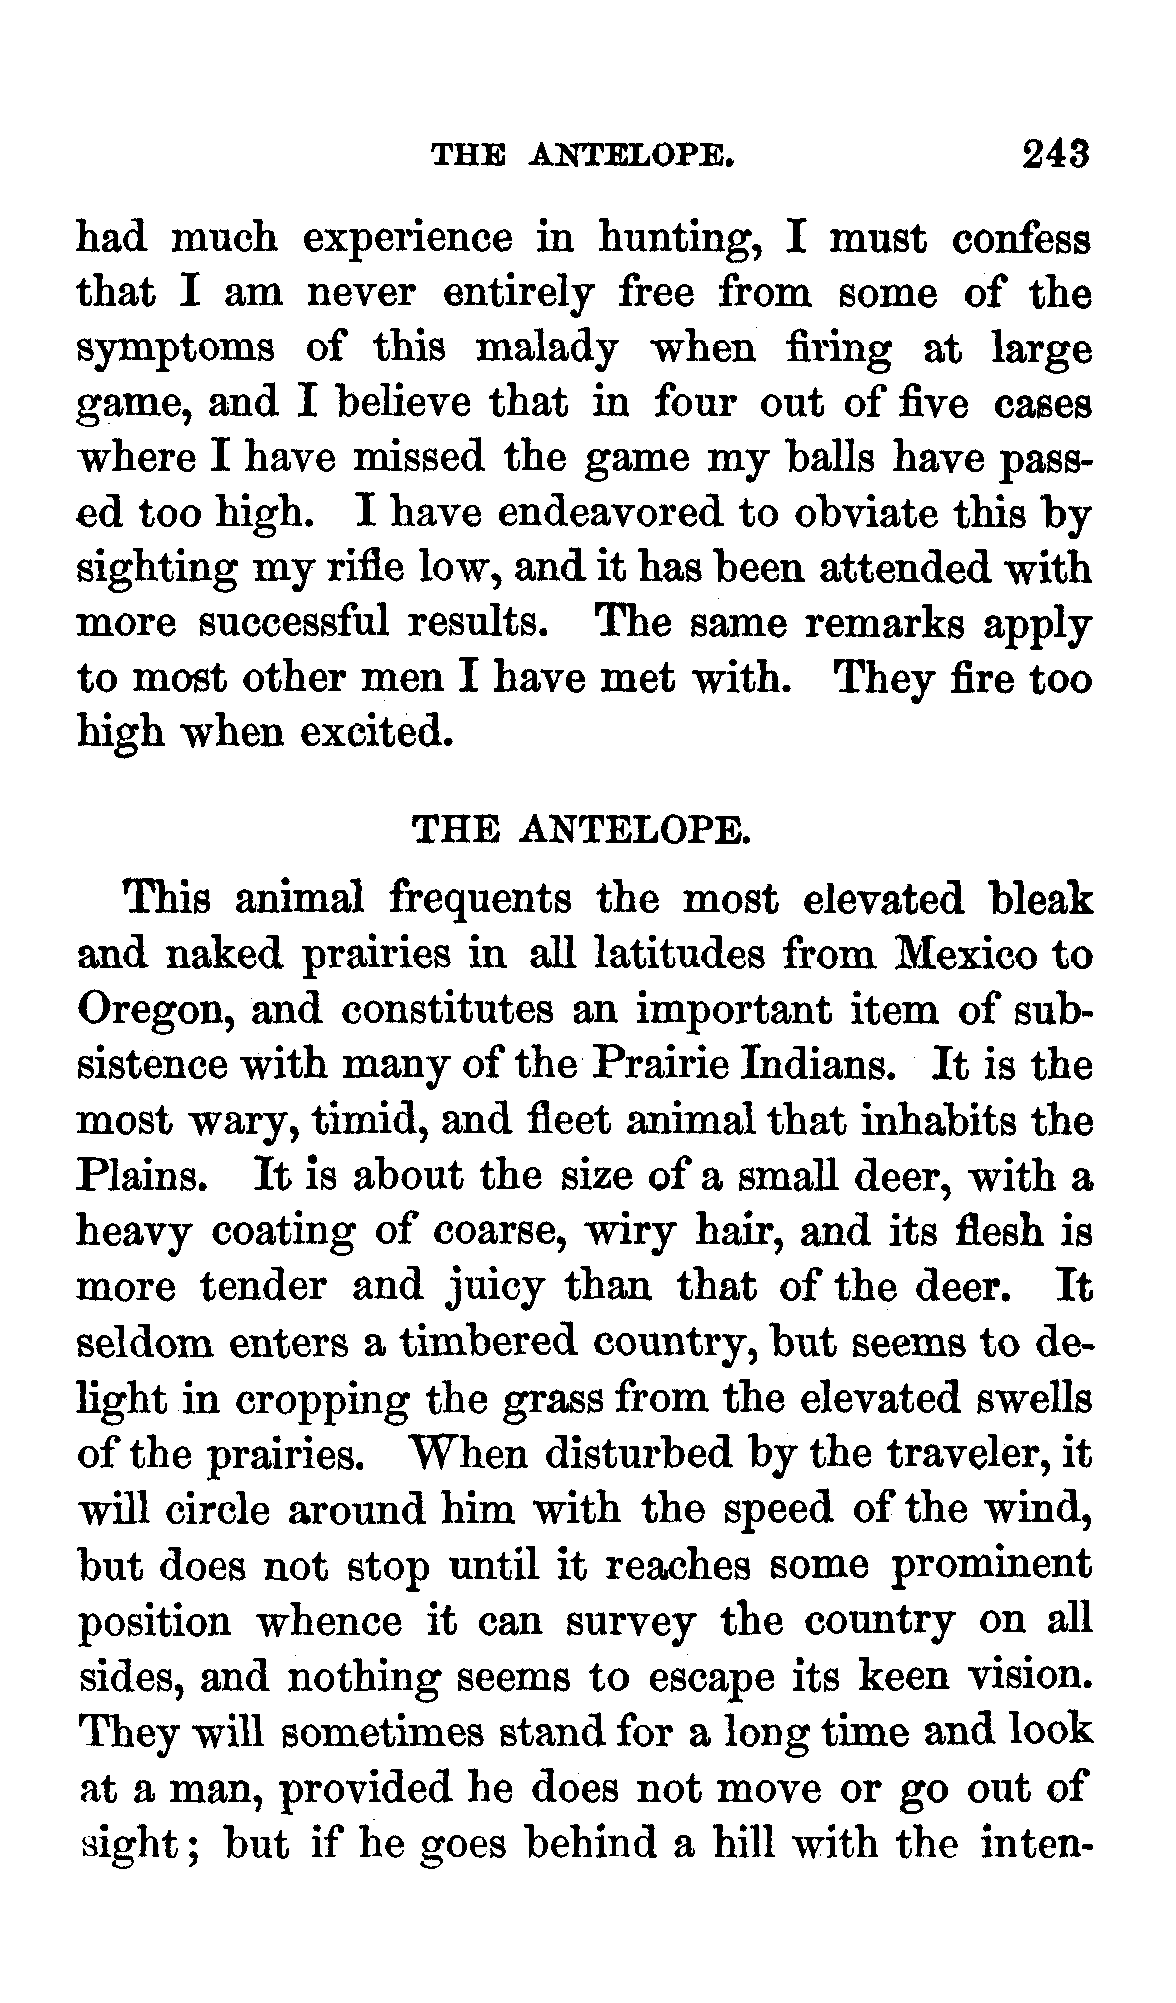 THE ANTELOPE. 243
had much experience in hunting, I must confess
that I am never entirely free from some of the
symptoms of this malady when firing at large
game, and I believe that in four out of five cases
where I have missed the game my balls have pass-
ed too high. I have endeavored to obviate this by
sighting my rifle low, and it has been attended with
more successful results. The same remarks apply
to most other men I have met with. They fire too
high when excited.
THE ANTELOPE.
This animal frequents the most elevated bleak
and naked prairies in all latitudes from Mexico to
Oregon, and constitutes an important item of sub-
sistence with many of the Prairie Indians. It is the
most wary, timid, and fleet animal that inhabits the
Plains. It is about the size of a small deer, with a
heavy coating of coarse, wiry hair, and its flesh is
more tender and juicy than that of the deer. It
seldom enters a timbered country, but seems to de-
light in cropping the grass from the elevated swells
of the prairies. When disturbed by the traveler, it
will circle around him with the speed of the wind,
but does not stop until it reaches some prominent
position whence it can survey the country on all
sides, and nothing seems to escape its keen vision.
They will sometimes stand for a long time and look
at a man, provided he does not move or go out of
sight; but if he goes behind a hill with the inten-